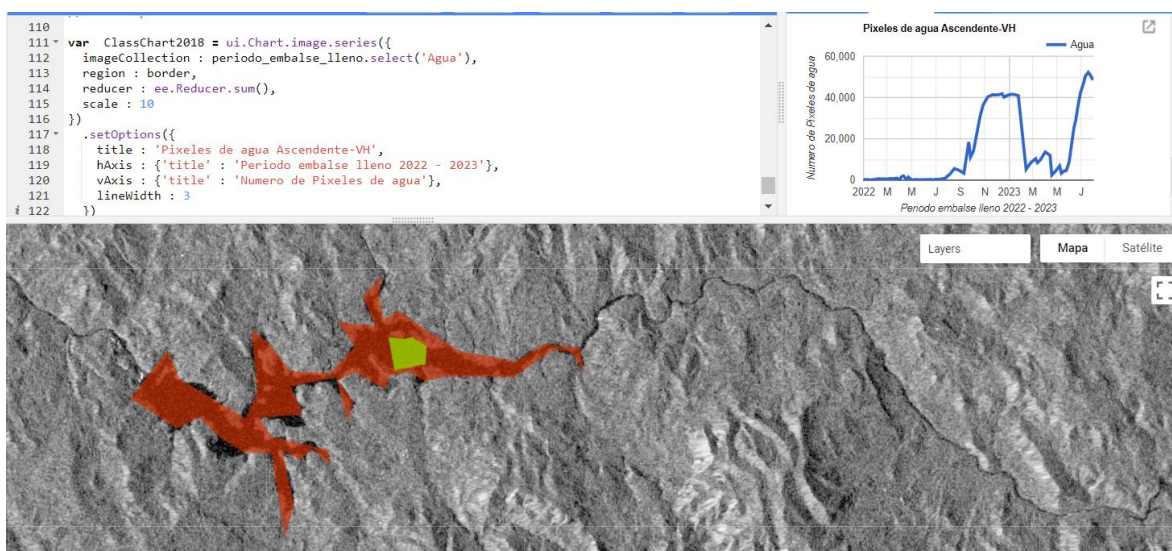 110
111 var ClassChart2018 = ui.Chart.image.series({
112 imageCollection : periodo_embalse_lleno.select('Agua'),
113 region : border,
114 reducer : ee.Reducer.sum(),
115 scale : 10
116 })
117 .setOptions({
118 title : 'Pixeles de agua Ascendente-VH',
119 hAxis : {'title' : 'Periodo embalse lleno 2022 - 2023'},
120 vAxis : {'title' : 'Numero de Pixeles de agua'},
121 lineWidth : 3
i 122 })
Pixeles de agua Ascendente-VH
Agua
Numero de Pixeles de agua
60,000
40,000
20,000
0
2022 M M J S N 2023 M M J
Periodo embalse lleno 2022 - 2023
Layers
Mapa Satélite